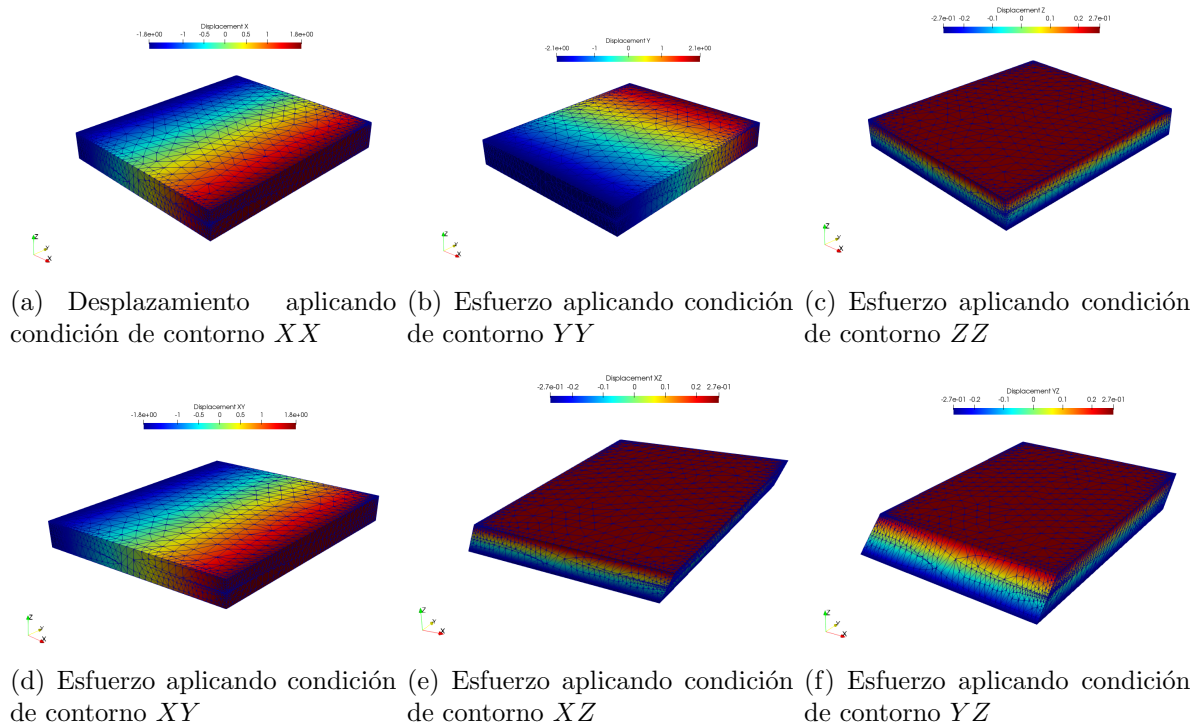 Displacement X
-1.8e+00 -1 -0.5 0 0.5 1 1.8e+00
Z
Y
X
(a) Desplazamiento aplicando
condición de contorno XX
Displacement Y
-2.1e+00 -1 0 1 2.1e+00
Z
Y
X
(b) Esfuerzo aplicando condición
de contorno YY
Displacement Z
-2.7e-01 -0.2 -0.1 0 0.1 0.2 2.7e-01
Z
Y
X
(c) Esfuerzo aplicando condición
de contorno ZZ
Displacement XY
-1.8e+00 -1 -0.5 0 0.5 1 1.8e+00
Z
Y
X
(d) Esfuerzo aplicando condición
de contorno XY
Displacement XZ
-2.7e-01 -0.2 -0.1 0 0.1 0.2 2.7e-01
Z
Y
X
(e) Esfuerzo aplicando condición
de contorno XZ
Displacement YZ
-2.7e-01 -0.2 -0.1 0 0.1 0.2 2.7e-01
Z
Y
X
(f) Esfuerzo aplicando condición
de contorno YZ